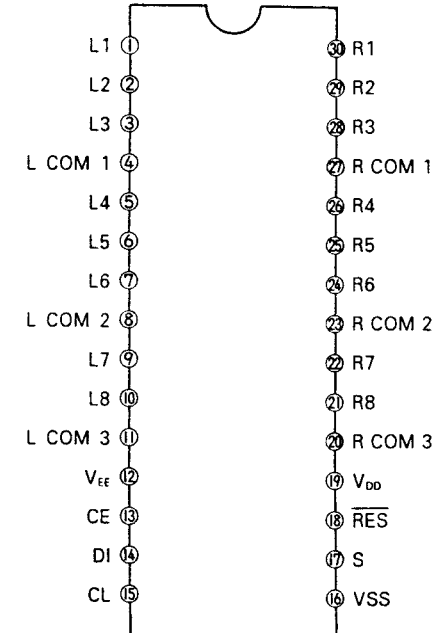 L1 ① ㉚ R1
L2 ② ㉙ R2
L3 ③ ㉘ R3
L COM 1 ④ ㉗ R COM 1
L4 ⑤ ㉖ R4
L5 ⑥ ㉕ R5
L6 ⑦ ㉔ R6
L COM 2 ⑧ ㉓ R COM 2
L7 ⑨ ㉒ R7
L8 ⑩ ㉑ R8
L COM 3 ⑪ ⑳ R COM 3
VEE ⑫ ⑲ VDD
CE ⑬ ⑱ R̅E̅S̅
DI ⑭ ⑰ S
CL ⑮ ⑯ VSS